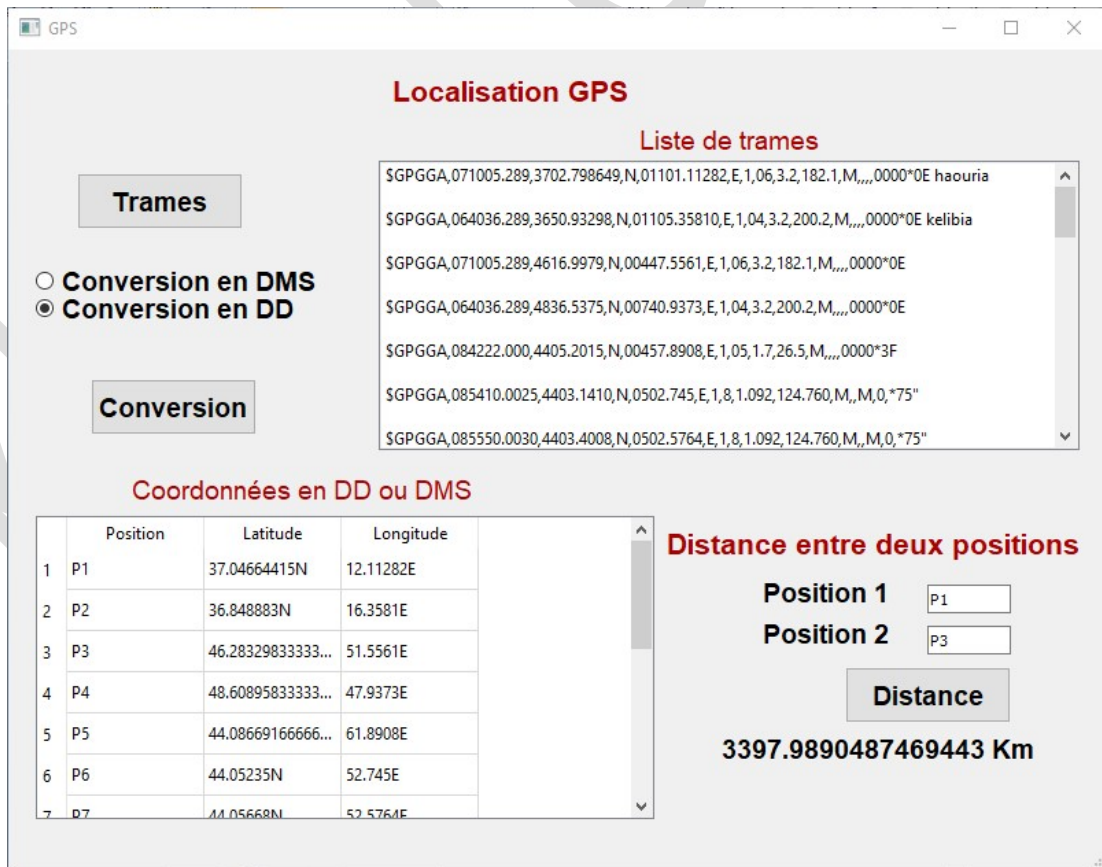 GPS
Localisation GPS
Liste de trames
$GPGGA,071005.289,3702.798649,N,01101.11282,E,1,06,3.2,182.1,M,,,,0000*0E haouria
$GPGGA,064036.289,3650.93298,N,01105.35810,E,1,04,3.2,200.2,M,,,,0000*0E kelibia
$GPGGA,071005.289,4616.9979,N,00447.5561,E,1,06,3.2,182.1,M,,,,0000*0E
$GPGGA,064036.289,4836.5375,N,00740.9373,E,1,04,3.2,200.2,M,,,,0000*0E
$GPGGA,084222.000,4405.2015,N,00457.8908,E,1,05,1.7,26.5,M,,,,0000*3F
$GPGGA,085410.0025,4403.1410,N,0502.745,E,1,8,1.092,124.760,M,,M,0,*75"
$GPGGA,085550.0030,4403.4008,N,0502.5764,E,1,8,1.092,124.760,M,,M,0,*75"
Trames
Conversion en DMS
Conversion en DD
Conversion
Coordonnées en DD ou DMS
Position Latitude Longitude
1 P1 37.04664415N 12.11282E
2 P2 36.848883N 16.3581E
3 P3 46.28329833333... 51.5561E
4 P4 48.60895833333... 47.9373E
5 P5 44.08669166666... 61.8908E
6 P6 44.05235N 52.745E
7 P7 44.05668N 52.5764E
Distance entre deux positions
Position 1 P1
Position 2 P3
Distance
3397.9890487469443 Km